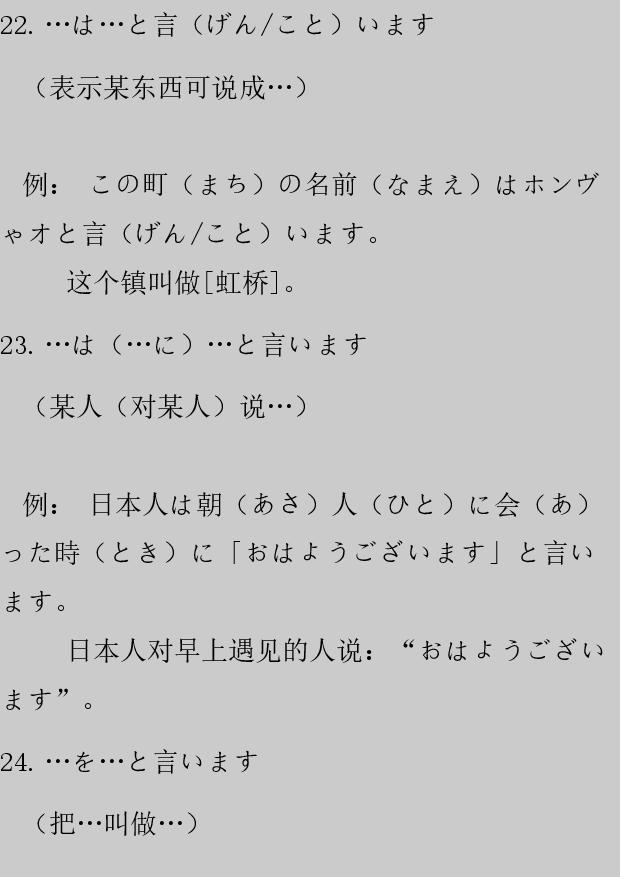 22. …は…と言（げん/こと）います
（表示某东西可说成…）
例： この町（まち）の名前（なまえ）はホンヴ
ャオと言（げん/こと）います。
这个镇叫做[虹桥]。
23. …は（…に）…と言います
（某人（对某人）说…）
例： 日本人は朝（あさ）人（ひと）に会（あ）
った時（とき）に「おはようございます」と言い
ます。
日本人对早上遇见的人说：“おはようござい
ます”。
24. …を…と言います
（把…叫做…）